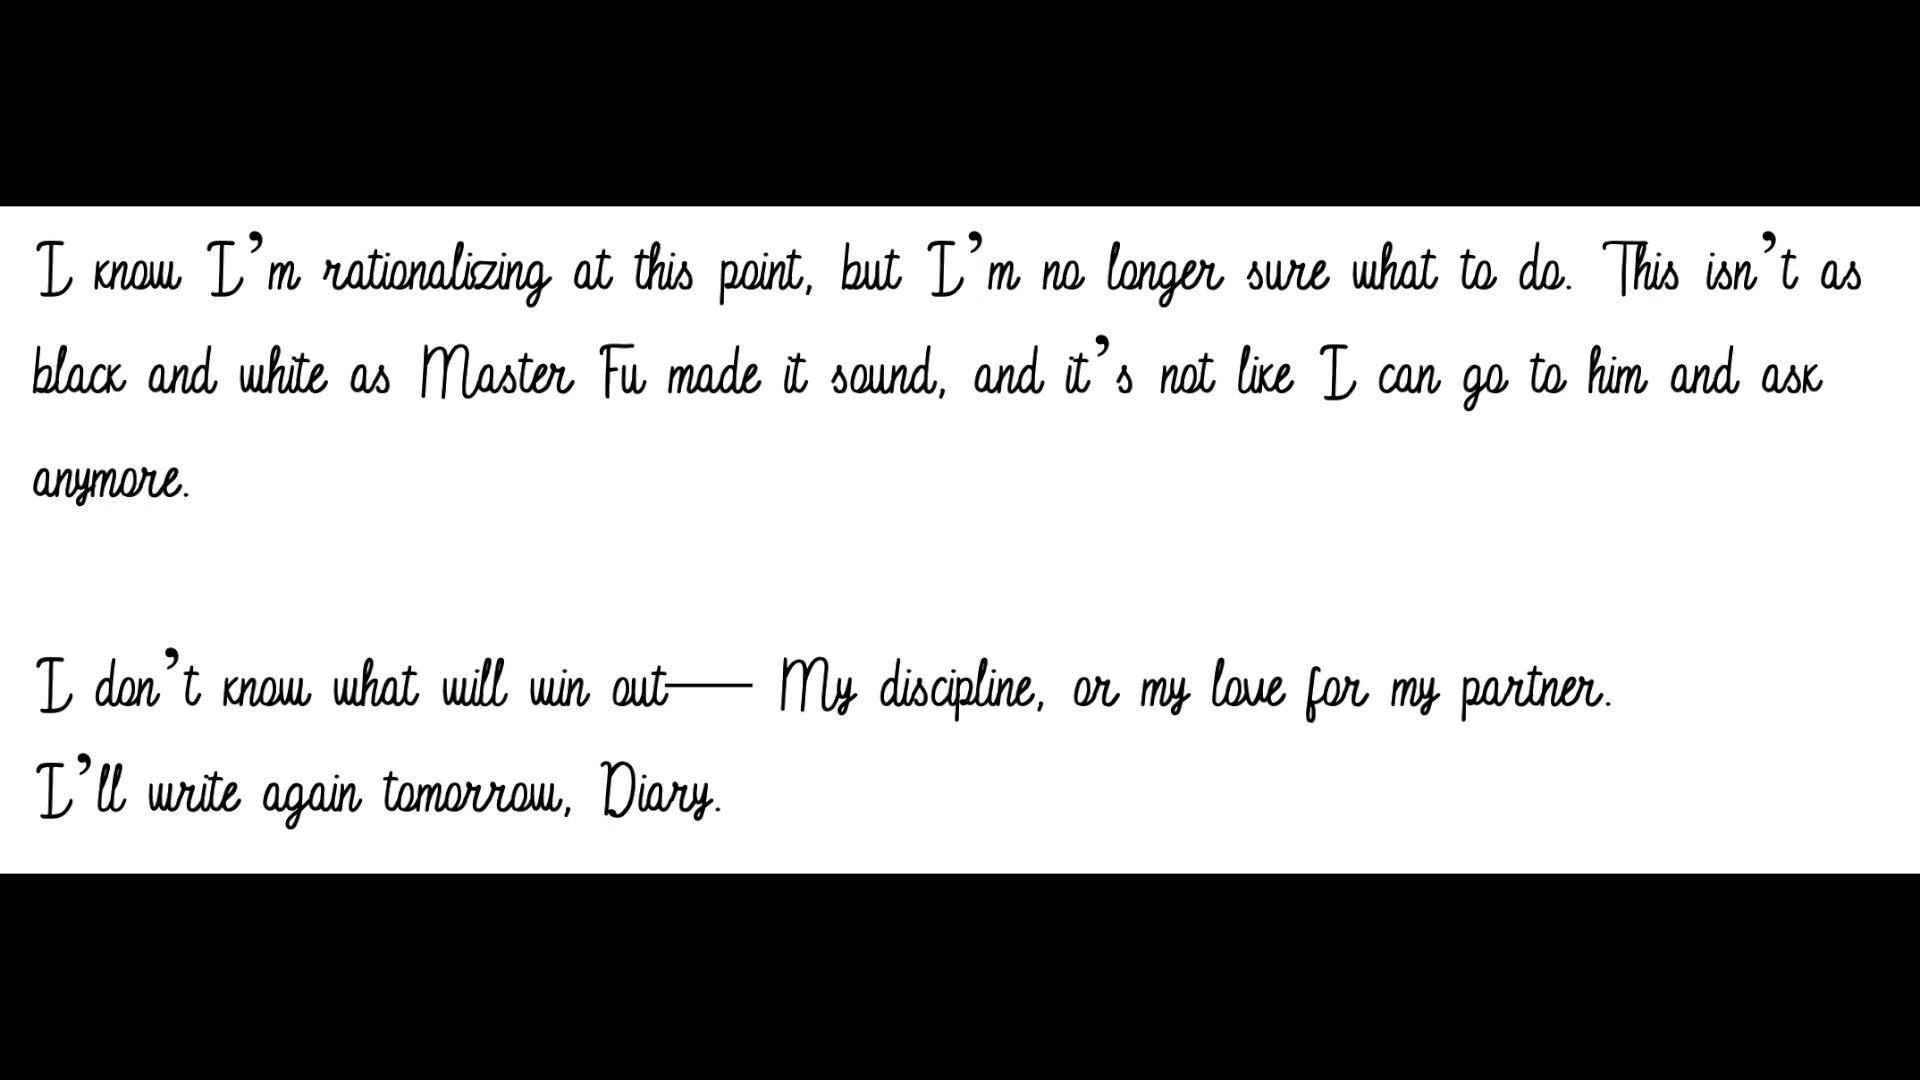 I know I’m rationalizing at this point, but I’m no longer sure what to do. This isn’t as
black and white as Master Fu made it sound, and it’s not like I can go to him and ask
anymore.
I don’t know what will win out—— My discipline, or my love for my partner.
I’ll write again tomorrow, Diary.